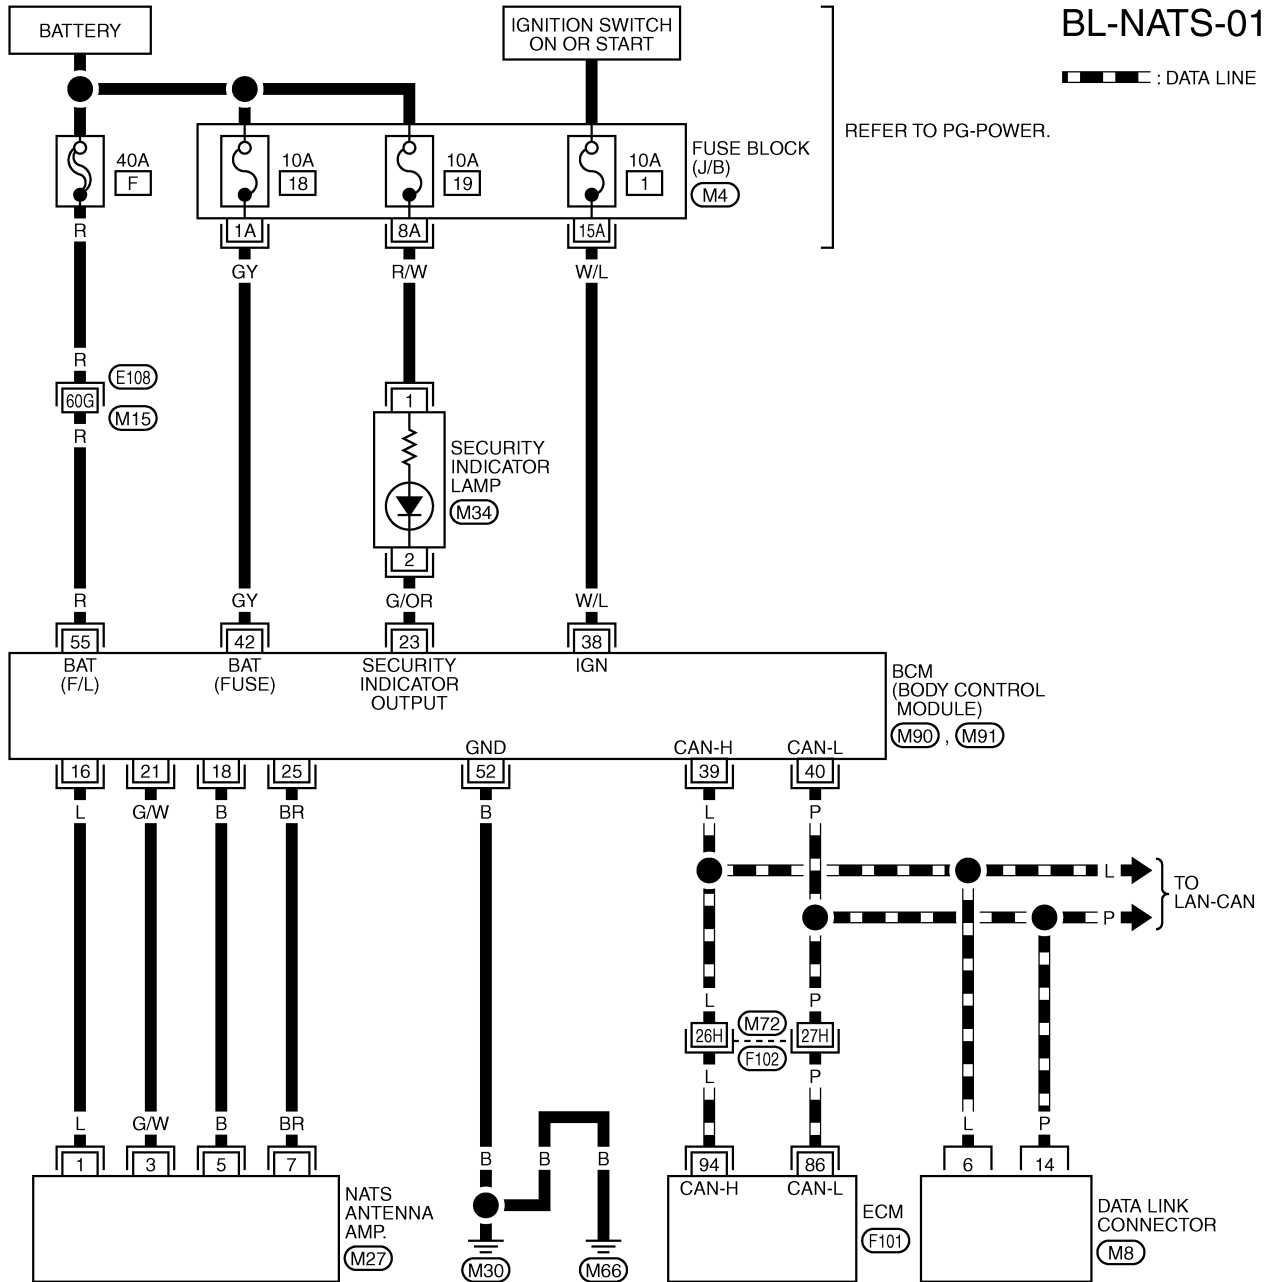 BL-NATS-01
BATTERY
IGNITION SWITCH
ON OR START
: DATA LINE
REFER TO PG-POWER.
40A
F
10A
18
10A
19
10A
1
FUSE BLOCK
(J/B)
M4
1A
8A
15A
R
GY
R/W
W/L
R
E108
60G
M15
R
1
SECURITY
INDICATOR
LAMP
M34
2
R
GY
G/OR
W/L
55
42
23
38
BAT
(F/L)
BAT
(FUSE)
SECURITY
INDICATOR
OUTPUT
IGN
BCM
(BODY CONTROL
MODULE)
M90 , M91
GND
CAN-H
CAN-L
16
21
18
25
52
39
40
L
G/W
B
BR
B
L
P
L
P
TO
LAN-CAN
L
P
26H
M72
F102
27H
L
P
L
G/W
B
BR
L
P
B
B
B
1
3
5
7
94
86
6
14
CAN-H
CAN-L
NATS
ANTENNA
AMP.
M27
M30
M66
ECM
F101
DATA LINK
CONNECTOR
M8